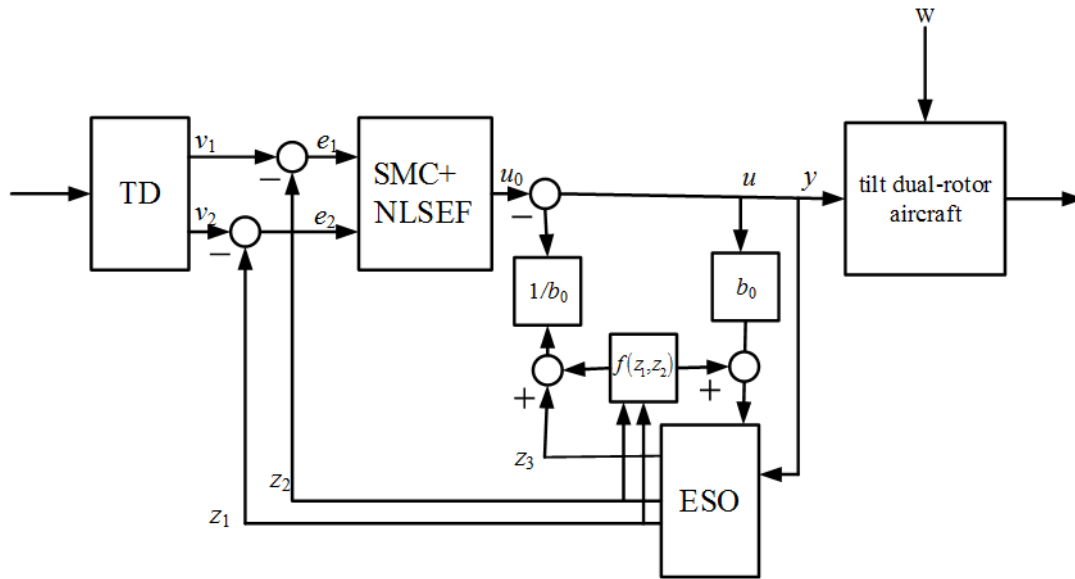 w
TD
v₁
−
e₁
SMC+
NLSEF
u₀
−
u
y
tilt dual-rotor
aircraft
v₂
−
e₂
1/b₀
b₀
f(z₁,z₂)
+
+
z₃
z₂
z₁
ESO